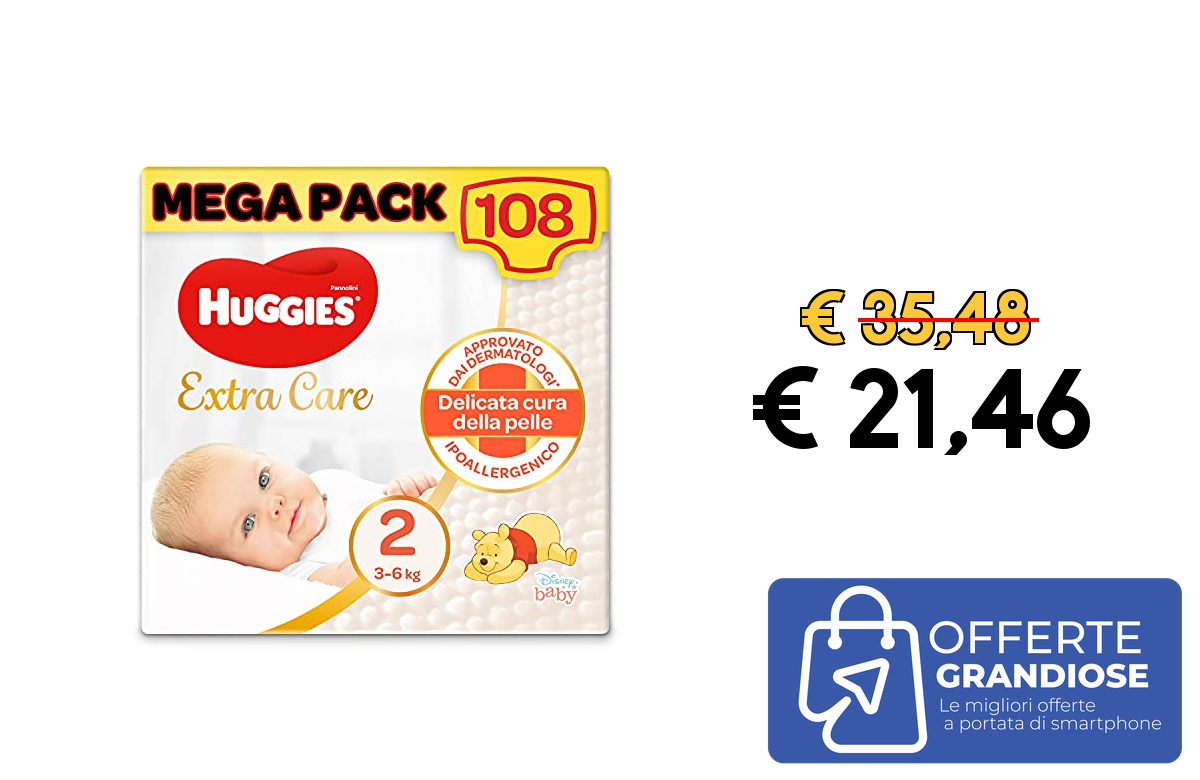 MEGA PACK
108
Pannolini
HUGGIES®
Extra Care
APPROVATO
DAI DERMATOLOGI*
Delicata cura
della pelle
IPOALLERGENICO
2
3-6 kg
Disney
baby
€ 35,48
€ 21,46
OFFERTE
GRANDIOSE
Le migliori offerte
a portata di smartphone